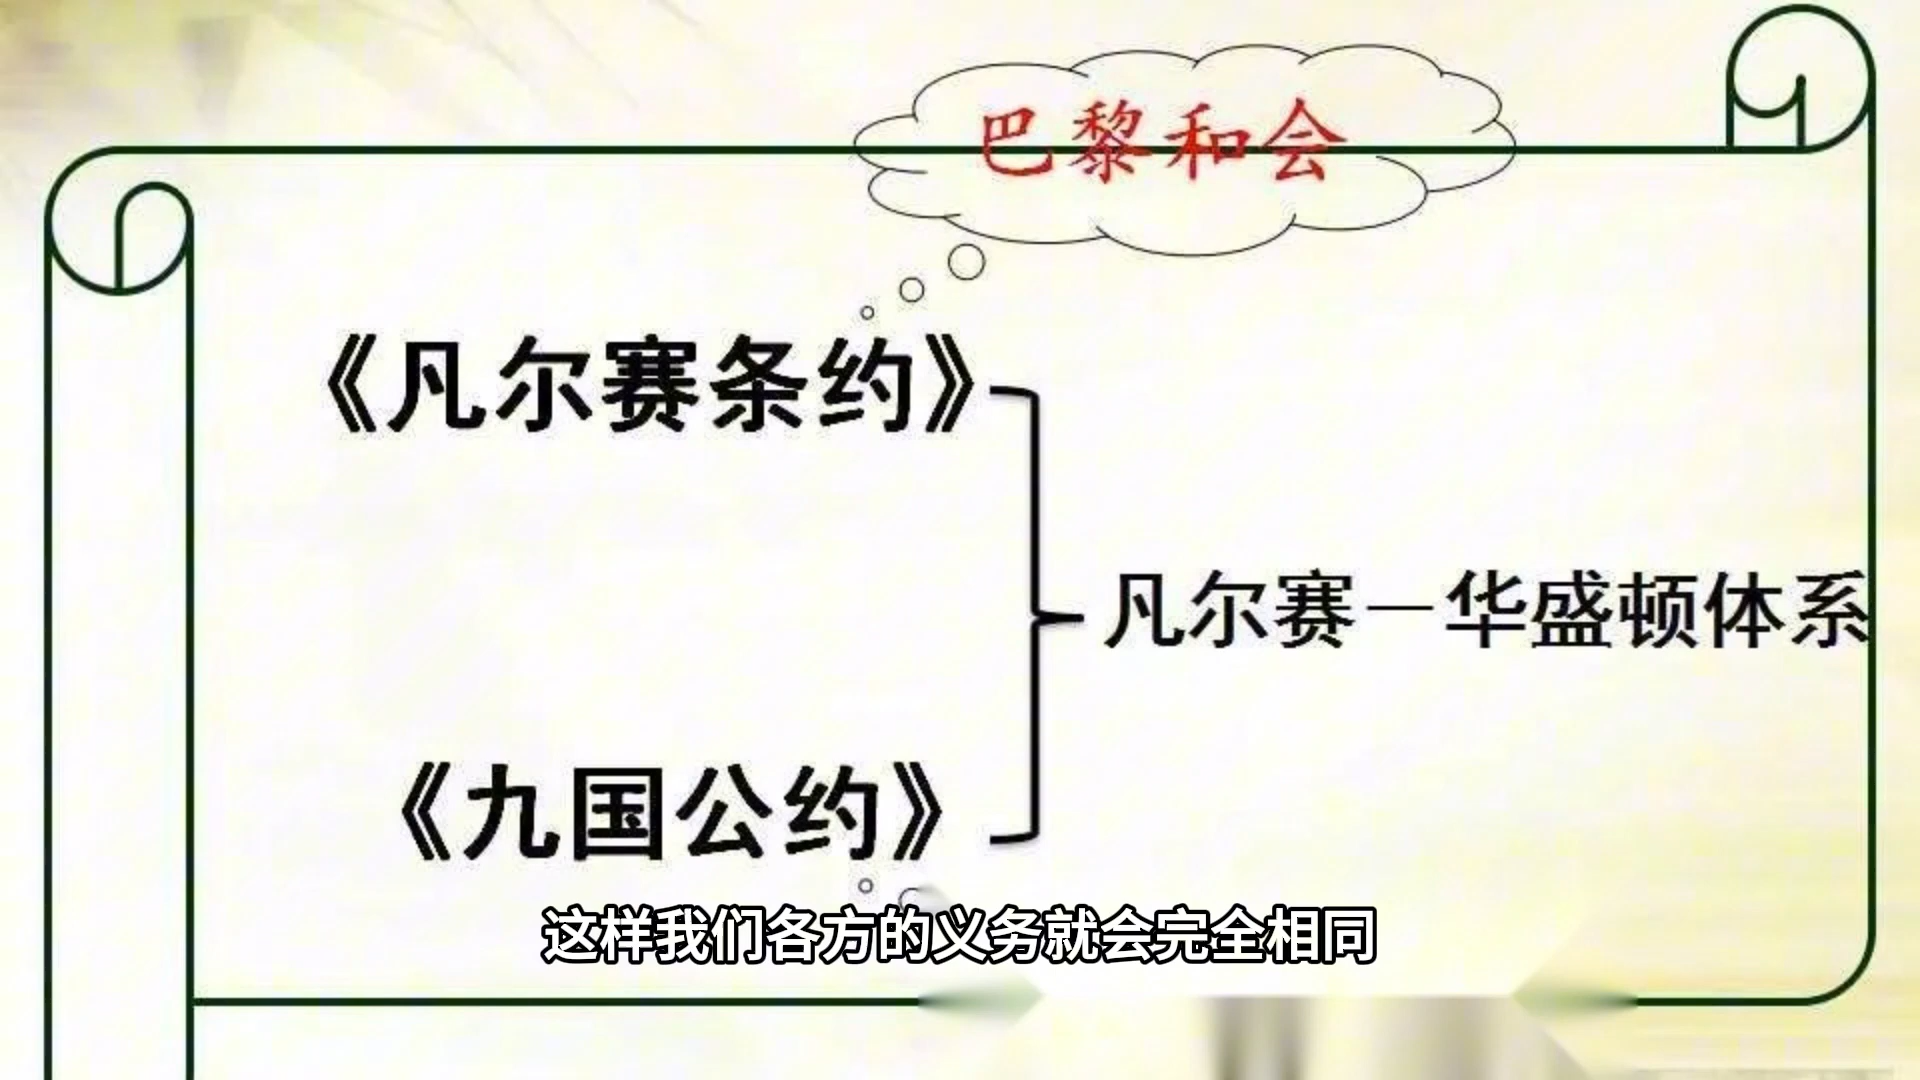 巴黎和会
《凡尔赛条约》
凡尔赛－华盛顿体系
《九国公约》
这样我们各方的义务就会完全相同